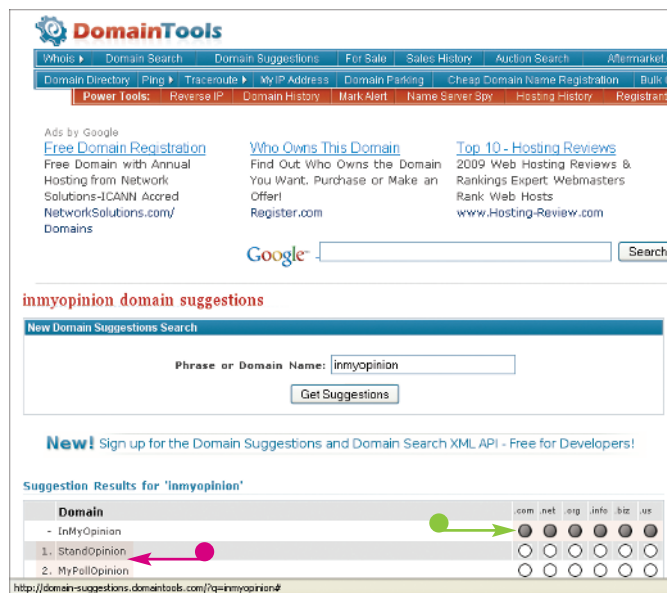 DomainTools
Whois Domain Search Domain Suggestions For Sale Sales History Auction Search Aftermarket
Domain Directory Ping Traceroute My IP Address Domain Parking Cheap Domain Name Registration Bulk
Power Tools: Reverse IP Domain History Mark Alert Name Server Spy Hosting History Registrant
Ads by Google
Free Domain Registration
Free Domain with Annual
Hosting from Network
Solutions-ICANN Accred
NetworkSolutions.com/
Domains
Who Owns This Domain
Find Out Who Owns the Domain
You Want. Purchase or Make an
Offer!
Register.com
Top 10 - Hosting Reviews
2009 Web Hosting Reviews &
Rankings Expert Webmasters
Rank Web Hosts
www.Hosting-Review.com
Google Search
inmyopinion domain suggestions
New Domain Suggestions Search
Phrase or Domain Name: inmyopinion
Get Suggestions
New! Sign up for the Domain Suggestions and Domain Search XML API - Free for Developers!
Suggestion Results for 'inmyopinion'
Domain .com .net .org .info .biz .us
- InMyOpinion
1. StandOpinion
2. MyPollOpinion
http://domain-suggestions.domaintools.com/?q=inmyopinion#